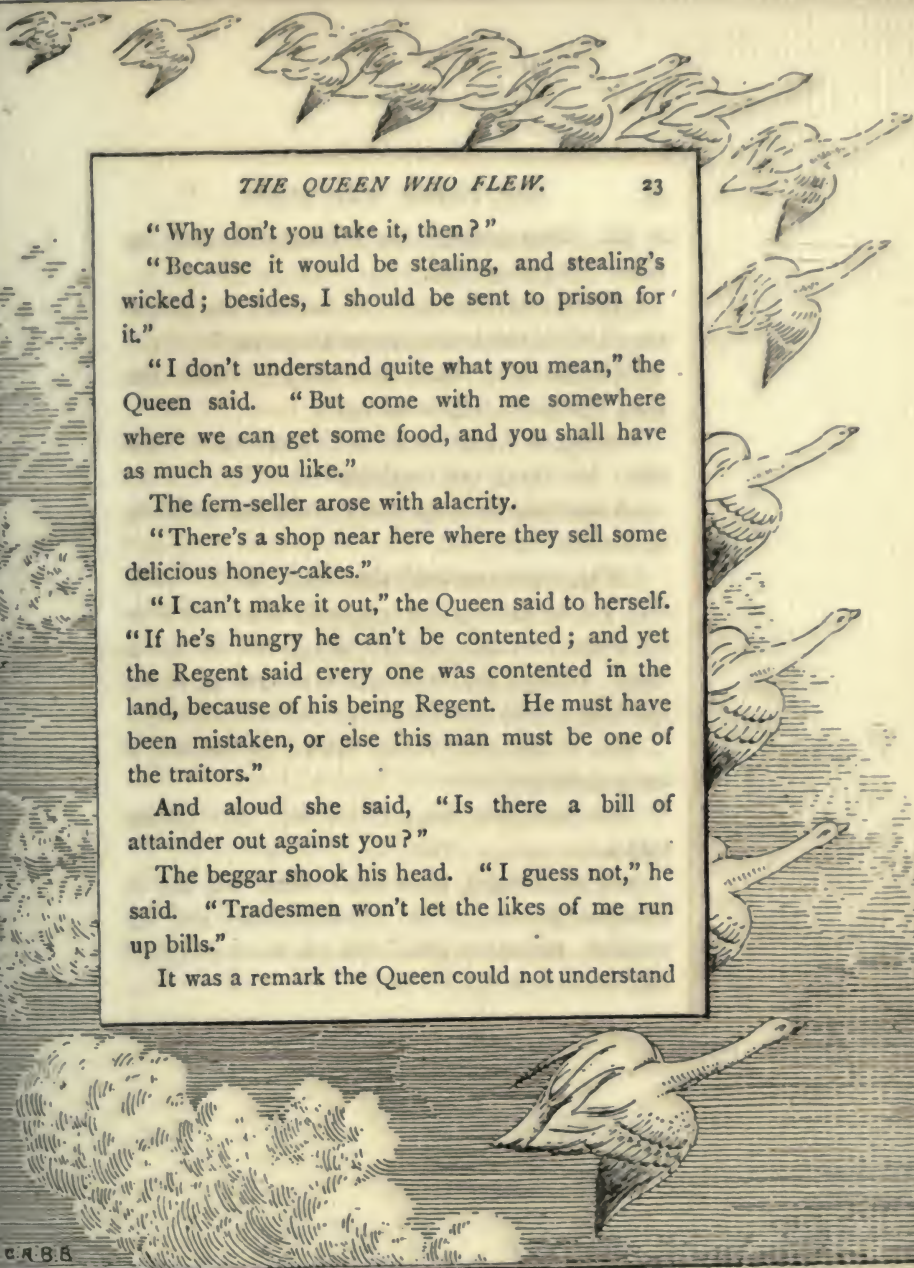 THE QUEEN WHO FLEW. 23
“Why don't you take it, then?”
“Because it would be stealing, and stealing's
wicked; besides, I should be sent to prison for
it.”
“I don't understand quite what you mean,” the
Queen said. “But come with me somewhere
where we can get some food, and you shall have
as much as you like.”
The fern-seller arose with alacrity.
“There's a shop near here where they sell some
delicious honey-cakes.”
“I can't make it out,” the Queen said to herself.
“If he's hungry he can't be contented; and yet
the Regent said every one was contented in the
land, because of his being Regent. He must have
been mistaken, or else this man must be one of
the traitors.”
And aloud she said, “Is there a bill of
attainder out against you?”
The beggar shook his head. “I guess not,” he
said. “Tradesmen won't let the likes of me run
up bills.”
It was a remark the Queen could not understand
C.R.B.B